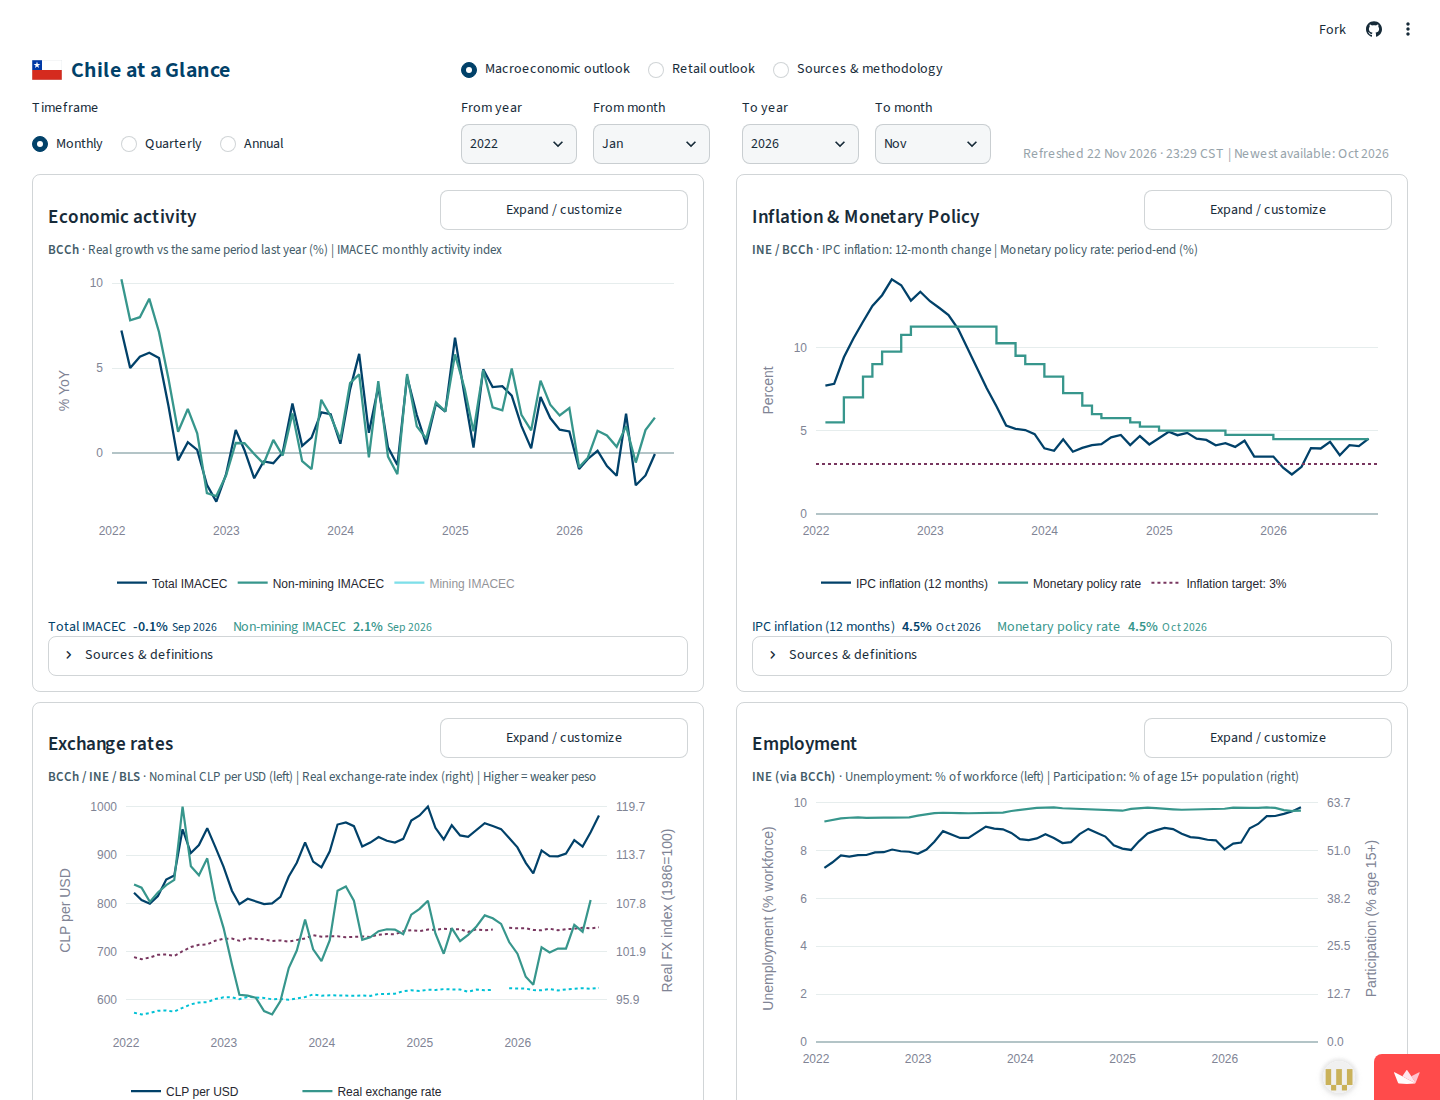 Fork
Chile at a Glance
Macroeconomic outlook Retail outlook Sources & methodology
Timeframe
From year From month To year To month
Monthly Quarterly Annual
2022 Jan 2026 Nov
Refreshed 22 Nov 2026 · 23:29 CST | Newest available: Oct 2026
Economic activity
Expand / customize
BCCh · Real growth vs the same period last year (%) | IMACEC monthly activity index
10
5
0
% YoY
2022 2023 2024 2025 2026
Total IMACEC Non-mining IMACEC Mining IMACEC
Total IMACEC -0.1% Sep 2026 Non-mining IMACEC 2.1% Sep 2026
Sources & definitions
Inflation & Monetary Policy
Expand / customize
INE / BCCh · IPC inflation: 12-month change | Monetary policy rate: period-end (%)
10
5
0
Percent
2022 2023 2024 2025 2026
IPC inflation (12 months) Monetary policy rate Inflation target: 3%
IPC inflation (12 months) 4.5% Oct 2026 Monetary policy rate 4.5% Oct 2026
Sources & definitions
Exchange rates
Expand / customize
BCCh / INE / BLS · Nominal CLP per USD (left) | Real exchange-rate index (right) | Higher = weaker peso
1000 119.7
900 113.7
800 107.8
700 101.9
600 95.9
CLP per USD
Real FX index (1986=100)
2022 2023 2024 2025 2026
CLP per USD Real exchange rate
Employment
Expand / customize
INE (via BCCh) · Unemployment: % of workforce (left) | Participation: % of age 15+ population (right)
10 63.7
8 51.0
6 38.2
4 25.5
2 12.7
0 0.0
Unemployment (% workforce)
Participation (% age 15+)
2022 2023 2024 2025 2026